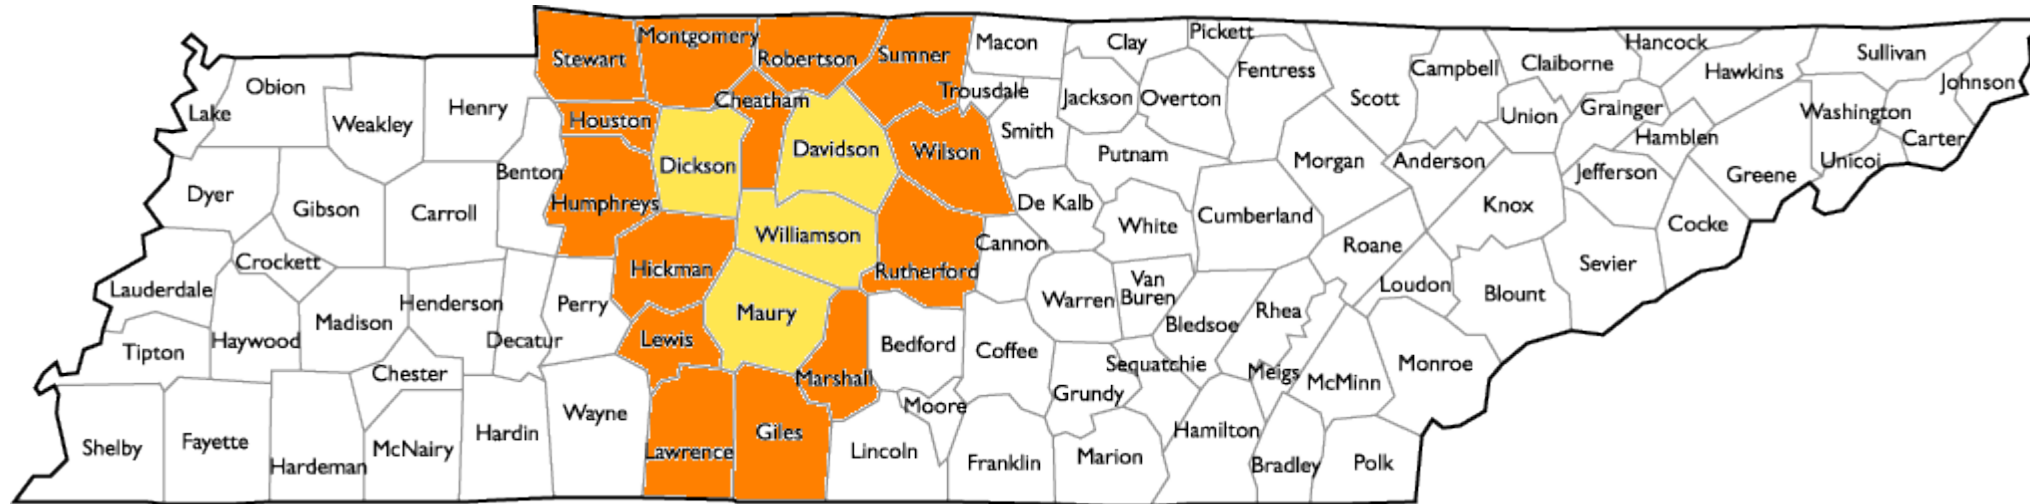 Stewart
Montgomery
Robertson
Sumner
Macon
Clay
Pickett
Fentress
Scott
Campbell
Claiborne
Hancock
Hawkins
Sullivan
Johnson
Lake
Obion
Weakley
Henry
Houston
Cheatham
Trousdale
Smith
Jackson
Overton
Union
Grainger
Hamblen
Washington
Carter
Unicoi
Dyer
Gibson
Carroll
Benton
Humphreys
Dickson
Davidson
Wilson
Putnam
Morgan
Anderson
Knox
Jefferson
Greene
Cocke
De Kalb
White
Cumberland
Roane
Loudon
Blount
Sevier
Lauderdale
Crockett
Haywood
Madison
Henderson
Decatur
Perry
Hickman
Williamson
Rutherford
Cannon
Warren
Van
Buren
Bledsoe
Rhea
Tipton
Chester
Lewis
Maury
Marshall
Bedford
Coffee
Grundy
Sequatchie
Meigs
McMinn
Monroe
Shelby
Fayette
Hardeman
McNairy
Hardin
Wayne
Lawrence
Giles
Lincoln
Moore
Franklin
Marion
Hamilton
Bradley
Polk